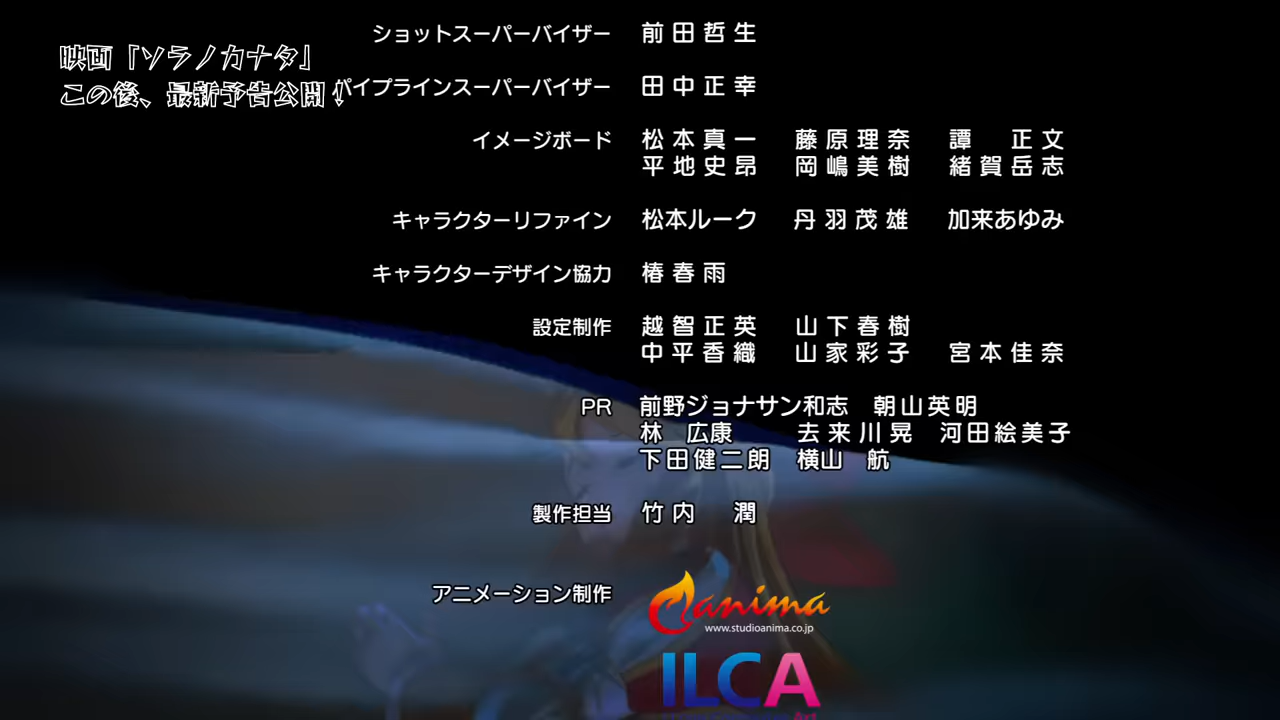 映画「ソラノカナタ」
この後、最新予告公開!
ショットスーパーバイザー 前田哲生
パイプラインスーパーバイザー 田中正幸
イメージボード 松本真一 藤原理奈 譚 正文
平地史昂 岡嶋美樹 緒賀岳志
キャラクターリファイン 松本ルーク 丹羽茂雄 加来あゆみ
キャラクターデザイン協力 椿春雨
設定制作 越智正英 山下春樹
中平香織 山家彩子 宮本佳奈
PR 前野ジョナサン和志 朝山英明
林 広康 去来川晃 河田絵美子
下田健二朗 横山 航
製作担当 竹内 潤
アニメーション制作 anima
www.studioanima.co.jp
ILCA